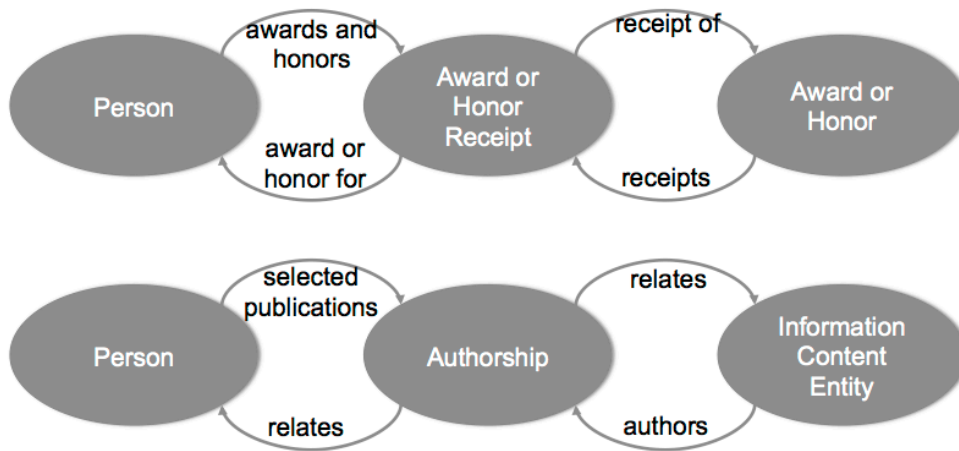 awards and
honors
receipt of
Person
Award or
Honor
Receipt
Award or
Honor
award or
honor for
receipts
selected
publications
relates
Person
Authorship
Information
Content
Entity
relates
authors